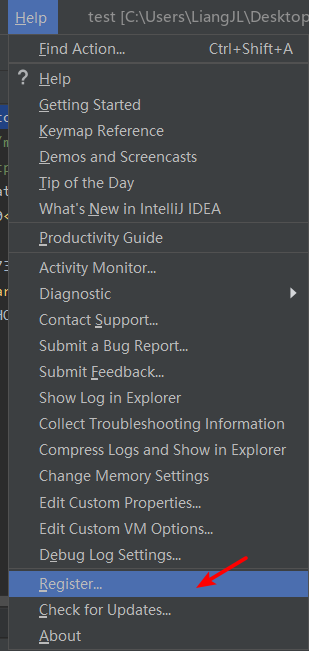 Help test [C:\Users\LiangJL\Desktop
Find Action... Ctrl+Shift+A
? Help
Getting Started
Keymap Reference
Demos and Screencasts
Tip of the Day
What's New in IntelliJ IDEA
Productivity Guide
Activity Monitor...
Diagnostic
Contact Support...
Submit a Bug Report...
Submit Feedback...
Show Log in Explorer
Collect Troubleshooting Information
Compress Logs and Show in Explorer
Change Memory Settings
Edit Custom Properties...
Edit Custom VM Options...
Debug Log Settings...
Register...
Check for Updates...
About